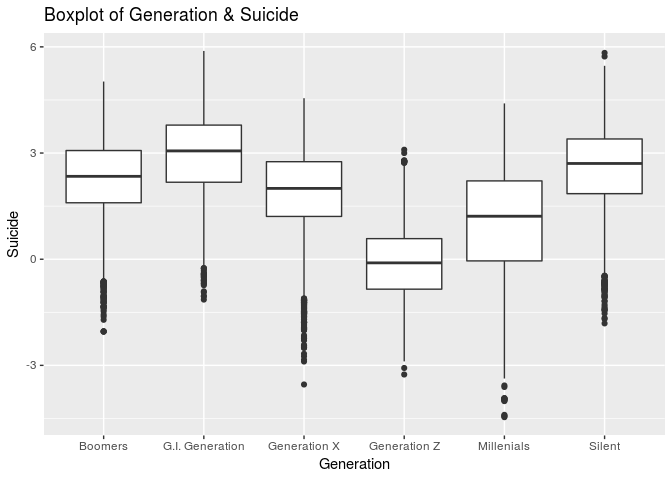 Boxplot of Generation & Suicide
6
3
0
-3
Suicide
Boomers G.I. Generation Generation X Generation Z Millenials Silent
Generation